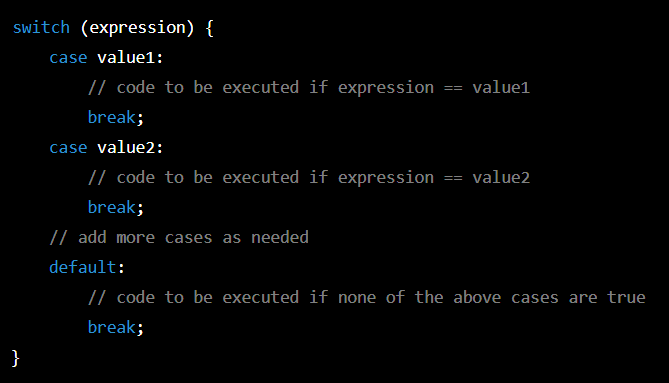 switch (expression) {
    case value1:
        // code to be executed if expression == value1
        break;
    case value2:
        // code to be executed if expression == value2
        break;
    // add more cases as needed
    default:
        // code to be executed if none of the above cases are true
        break;
}